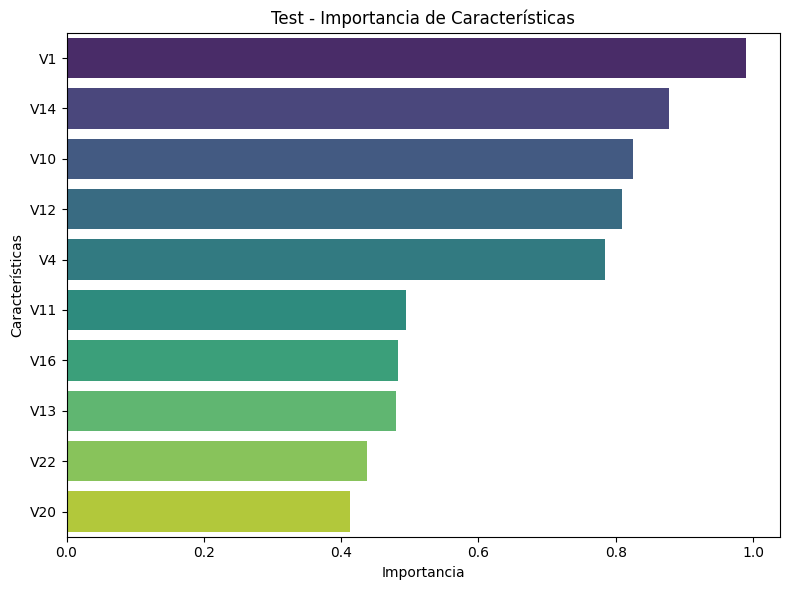 Test - Importancia de Características
Características
V1
V14
V10
V12
V4
V11
V16
V13
V22
V20
0.0 0.2 0.4 0.6 0.8 1.0
Importancia